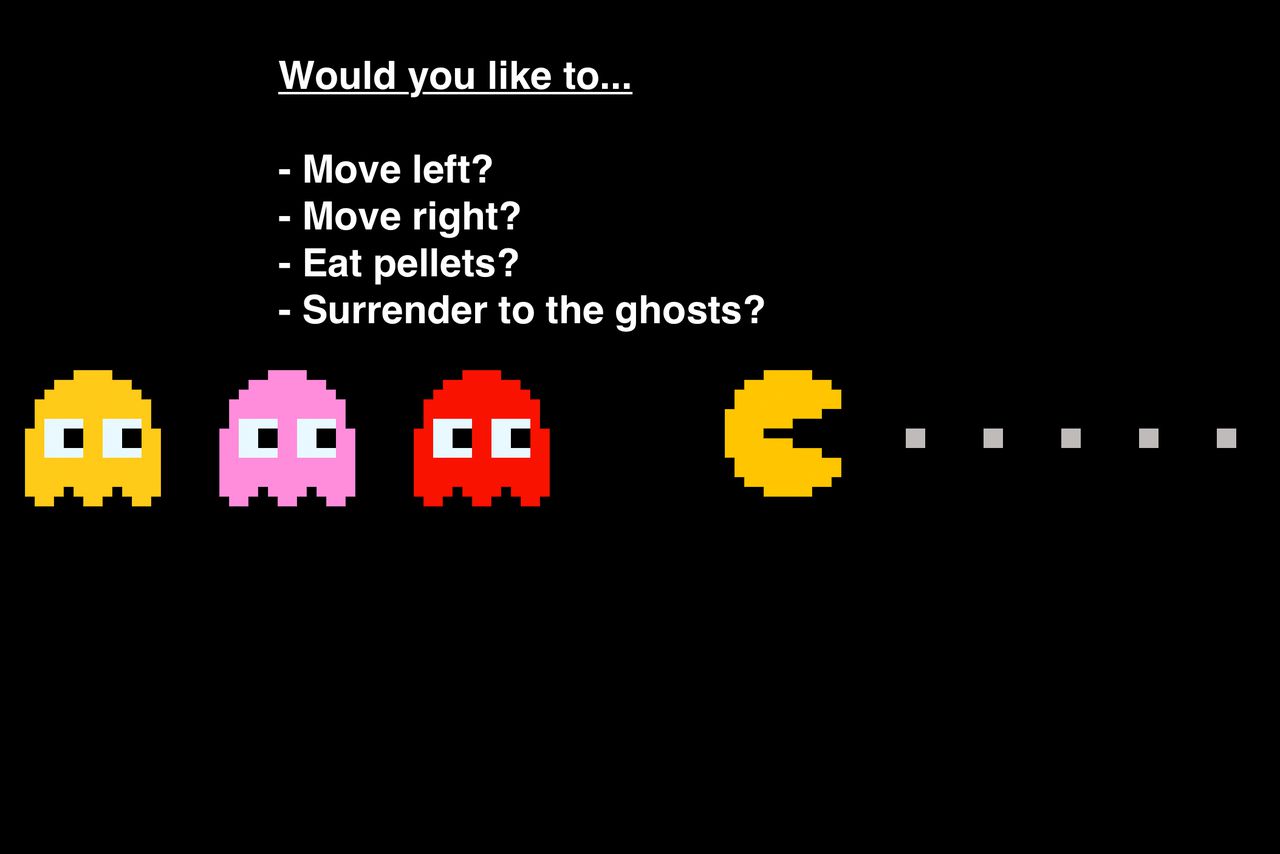 Would you like to...
- Move left?
- Move right?
- Eat pellets?
- Surrender to the ghosts?